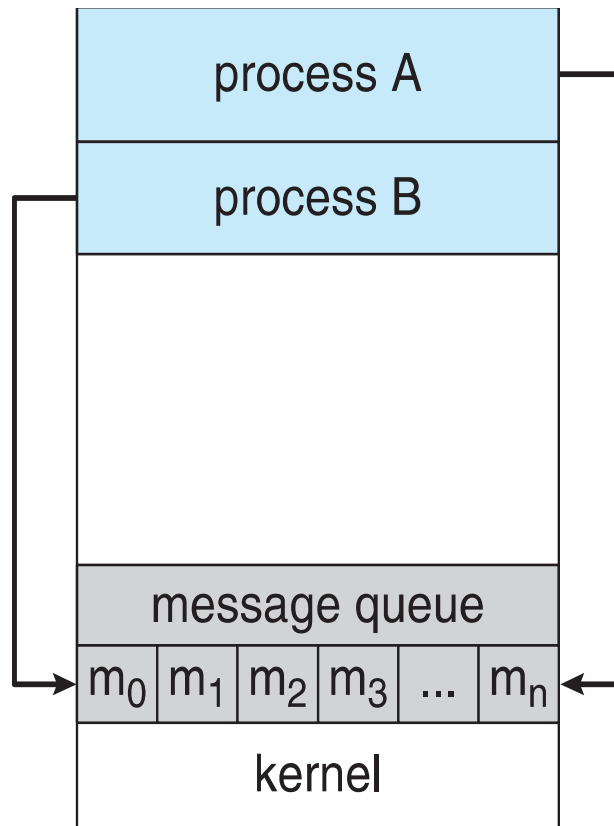 process A
process B
message queue
m₀ m₁ m₂ m₃ ... mₙ
kernel